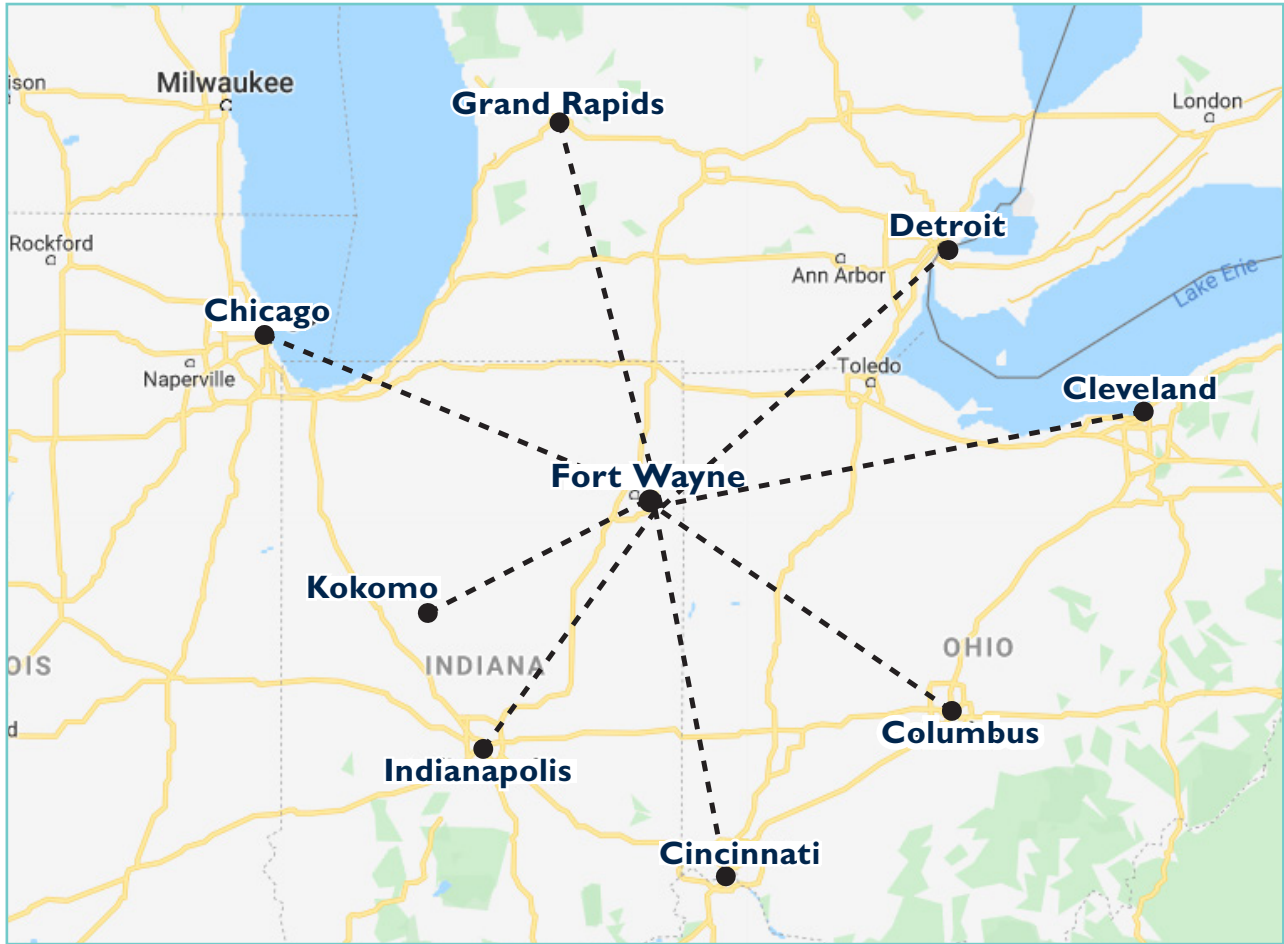 ison
Milwaukee
Grand Rapids
London
Rockford
Detroit
Ann Arbor
Lake Erie
Chicago
Naperville
Toledo
Cleveland
Fort Wayne
Kokomo
OIS
INDIANA
OHIO
d
Columbus
Indianapolis
Cincinnati